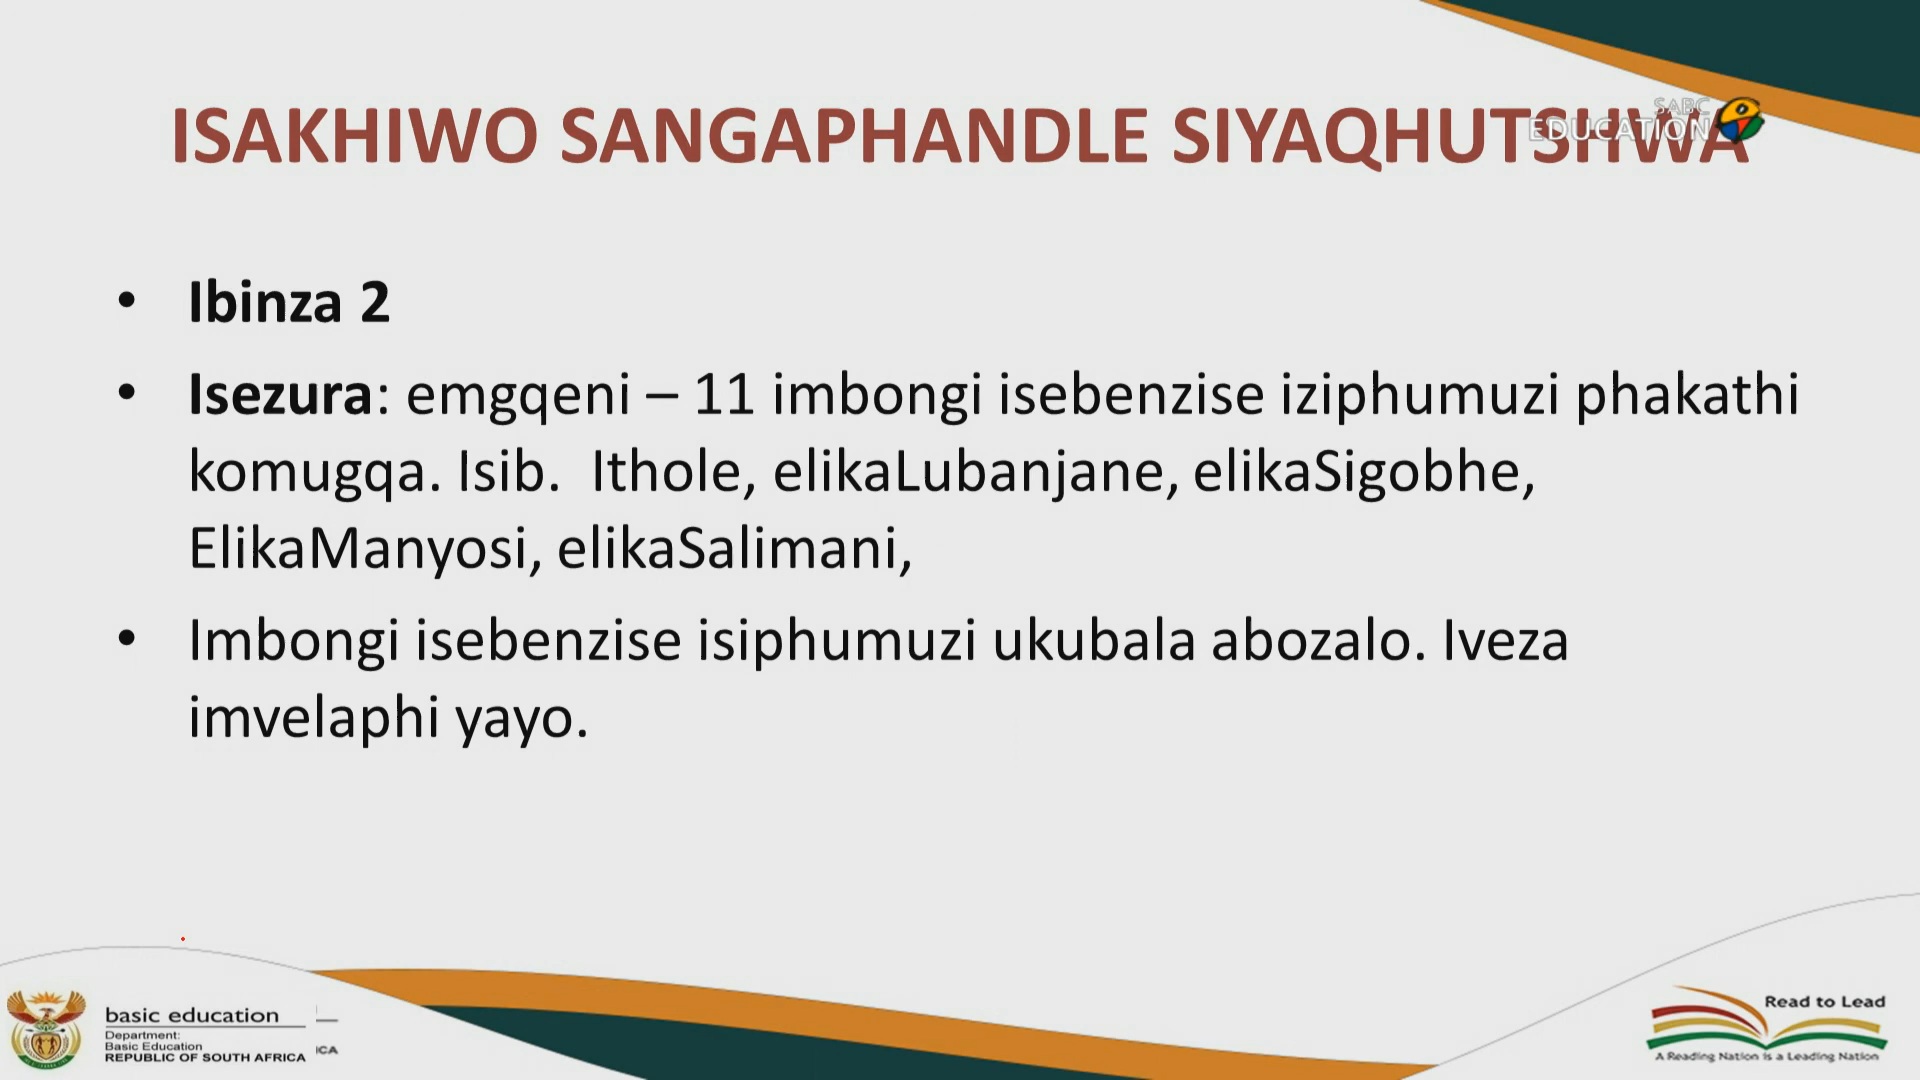 ISAKHIWO SANGAPHANDLE SIYAQHUTSHWA
SABC
EDUCATION
• Ibinza 2
• Isezura: emgqeni – 11 imbongi isebenzise iziphumuzi phakathi
komugqa. Isib. Ithole, elikaLubanjane, elikaSigobhe,
ElikaManyosi, elikaSalimani,
• Imbongi isebenzise isiphumuzi ukubala abozalo. Iveza
imvelaphi yayo.
basic education
Department:
Basic Education
REPUBLIC OF SOUTH AFRICA
ICA
Read to Lead
A Reading Nation is a Leading Nation